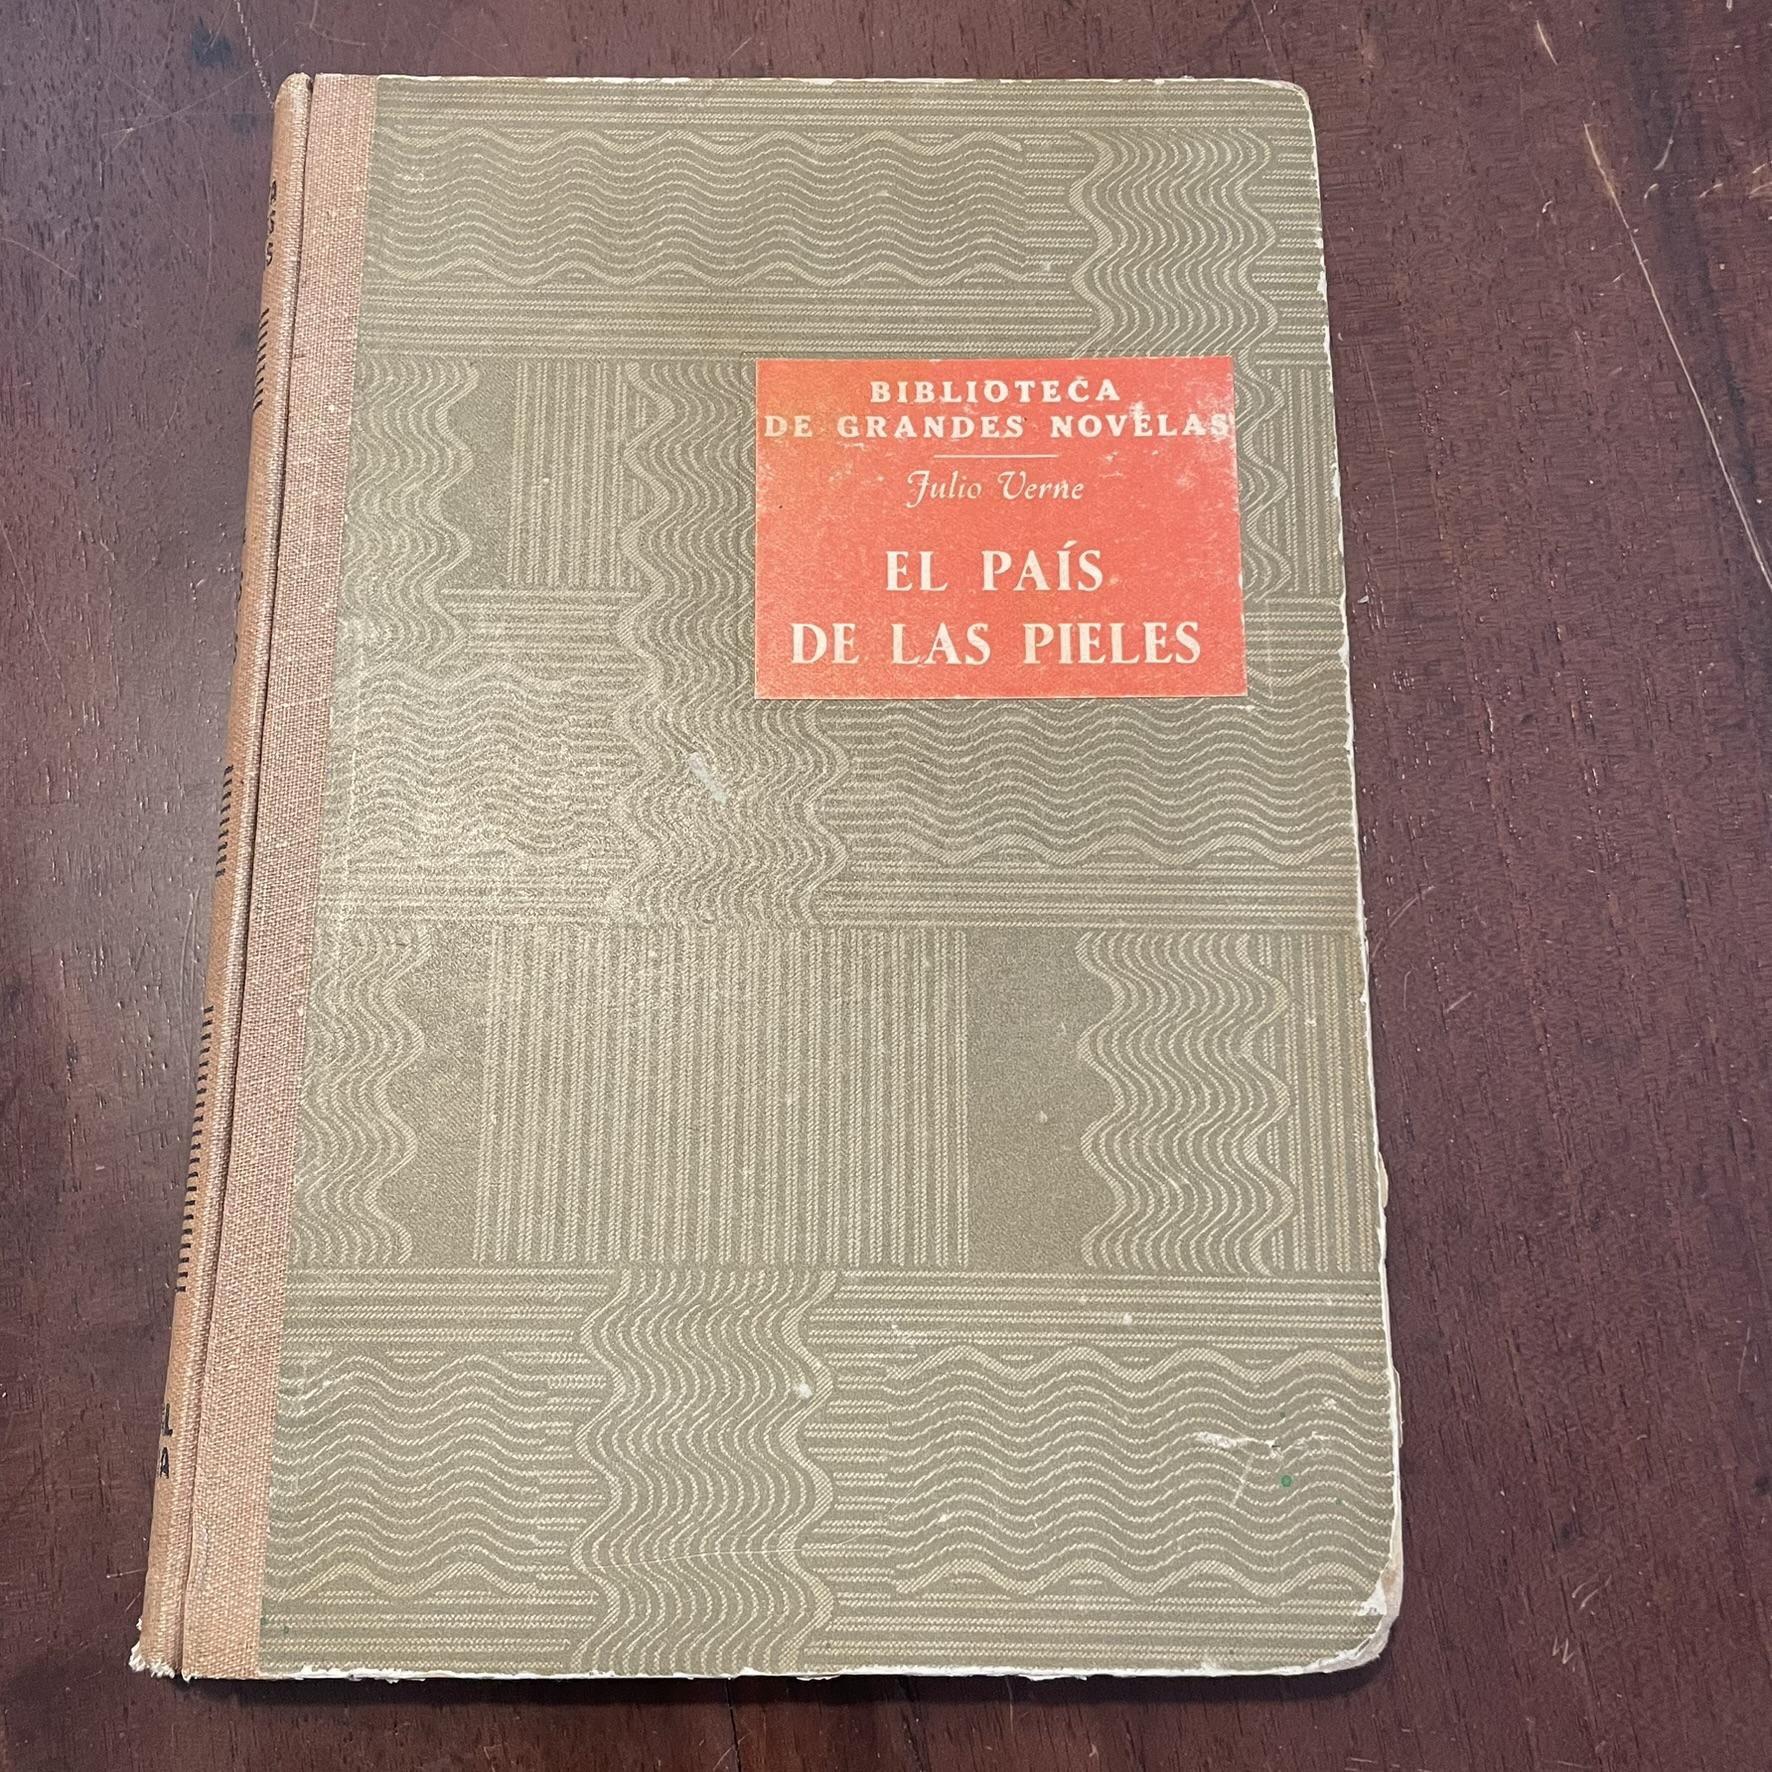 BIBLIOTECA
DE GRANDES NOVELAS
Julio Verne
EL PAÍS
DE LAS PIELES